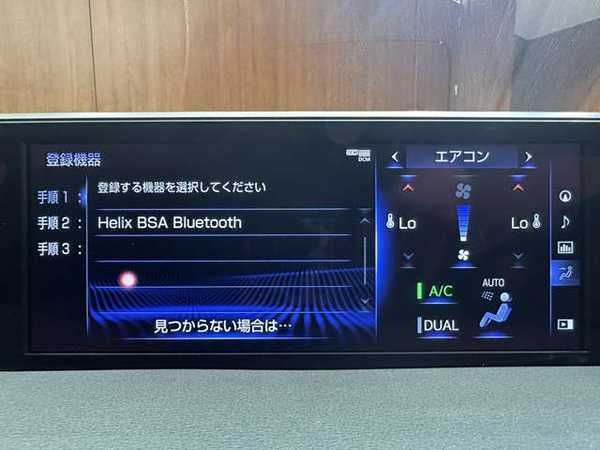 登録機器
DCM
手順 1 :
登録する機器を選択してください
手順 2 :
Helix BSA Bluetooth
手順 3 :
見つからない場合は…
エアコン
Lo
Lo
A/C
AUTO
DUAL